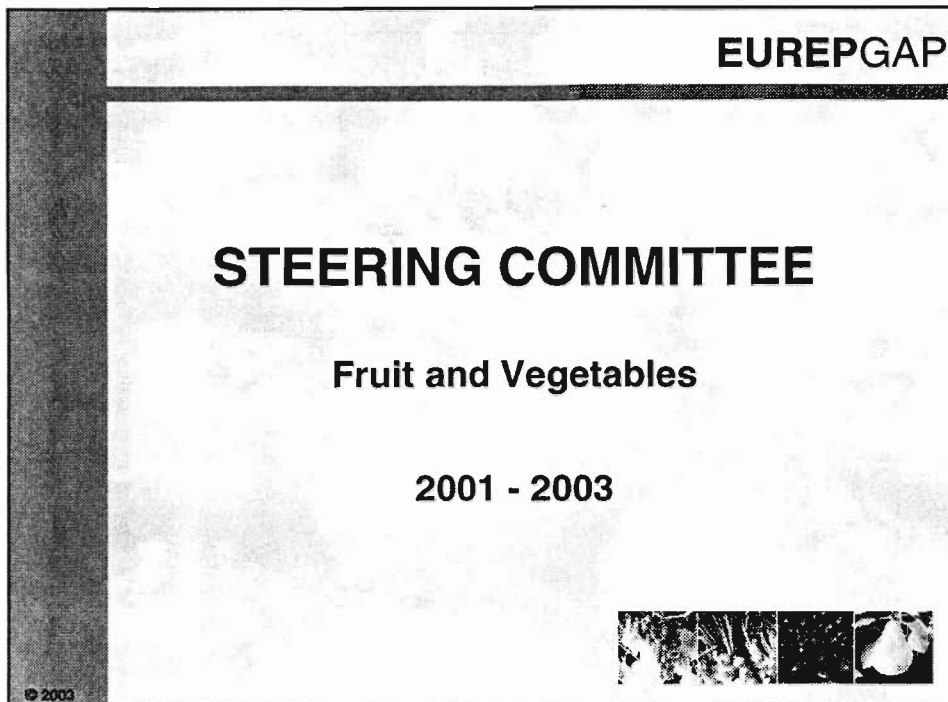 EUREPGAP
STEERING COMMITTEE
Fruit and Vegetables
2001 - 2003
© 2003